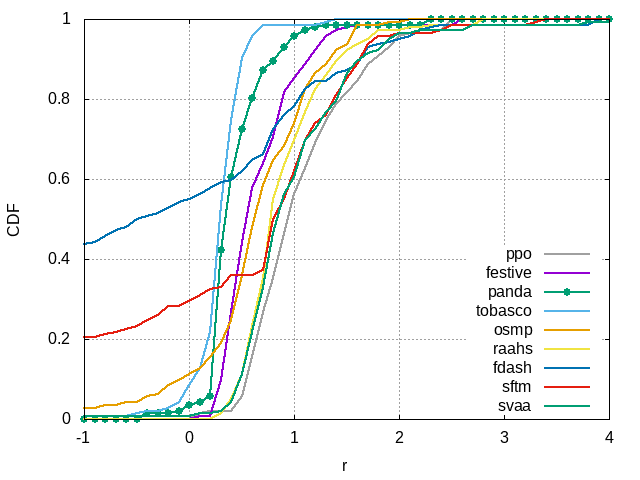 1
0.8
0.6
0.4
0.2
0
CDF
-1 0 1 2 3 4
r
ppo
festive
panda
tobasco
osmp
raahs
fdash
sftm
svaa